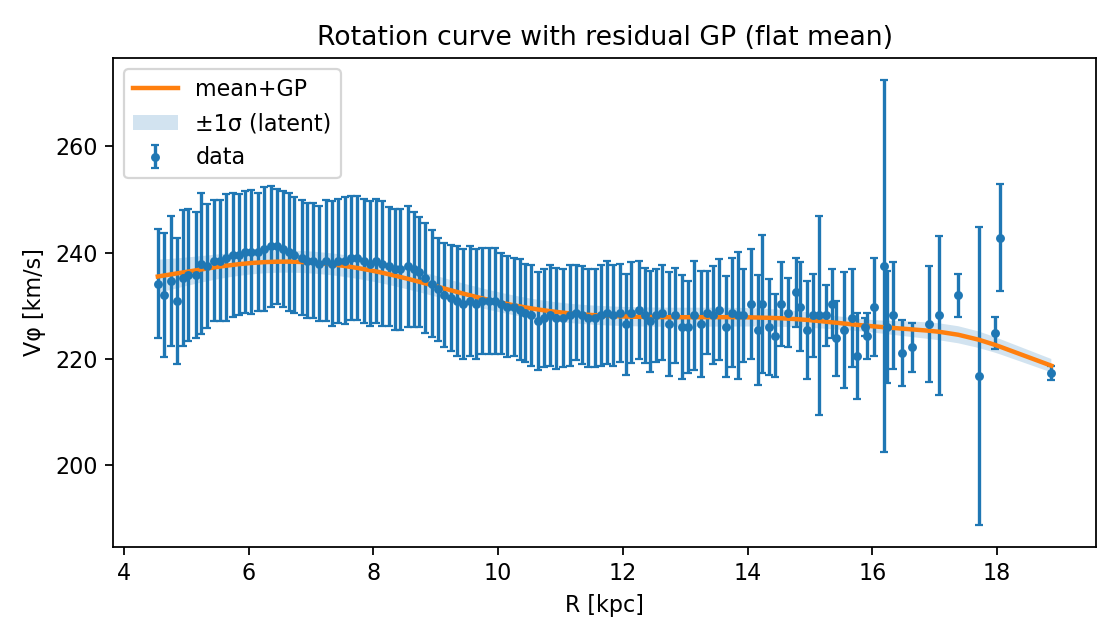 Rotation curve with residual GP (flat mean)
mean+GP
±1σ (latent)
data
Vφ [km/s]
260
240
220
200
4 6 8 10 12 14 16 18
R [kpc]